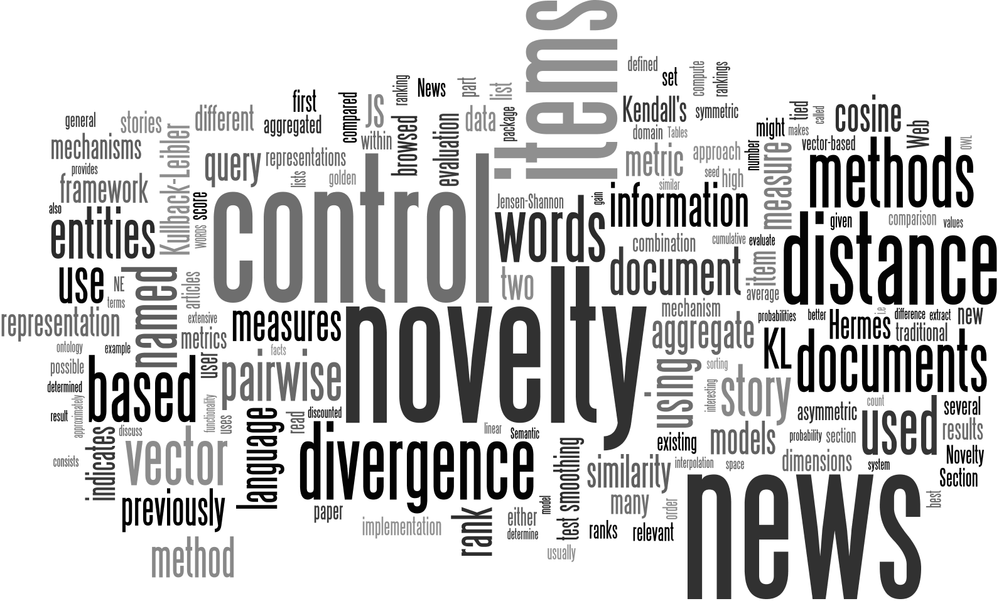 items
defined
set
compute
rankings
first
compared
JS
ranking
News
part
list
Kendall's
symmetric
general
stories
different
aggregated
within
browsed
evaluation
data
package
domain
Tables
might
makes
tied
called
cosine
Web
OWL
mechanisms
Kullback-Leibler
query
representations
metric
approach
number
vector-based
provides
framework
lists
golden
seed
high
similar
measure
methods
also
score
control
Jensen-Shannon
gain
information
given
comparison
values
entities
words
words
combination
cumulative
evaluate
distance
use
NE
named
articles
two
document
item
average
terms
representation
extensive
measures
novelty
mechanism
aggregate
probabilities
better
i.e
difference
extract
new
Hermes
traditional
metrics
ontology
example
facts
KL
documents
possible
based
user
pairwise
using
sorting
story
interesting
determined
approximately
result
functionality
uses
language
read
discounted
asymmetric
count
used
several
discuss
indicates
vector
divergence
linear
Semantic
existing
models
probability
section
results
consists
smoothing
similarity
interpolation
space
dimensions
system
Novelty
Section
previously
paper
implementation
rank
either
determine
model
test
many
order
ranks
relevant
news
best
method
usually